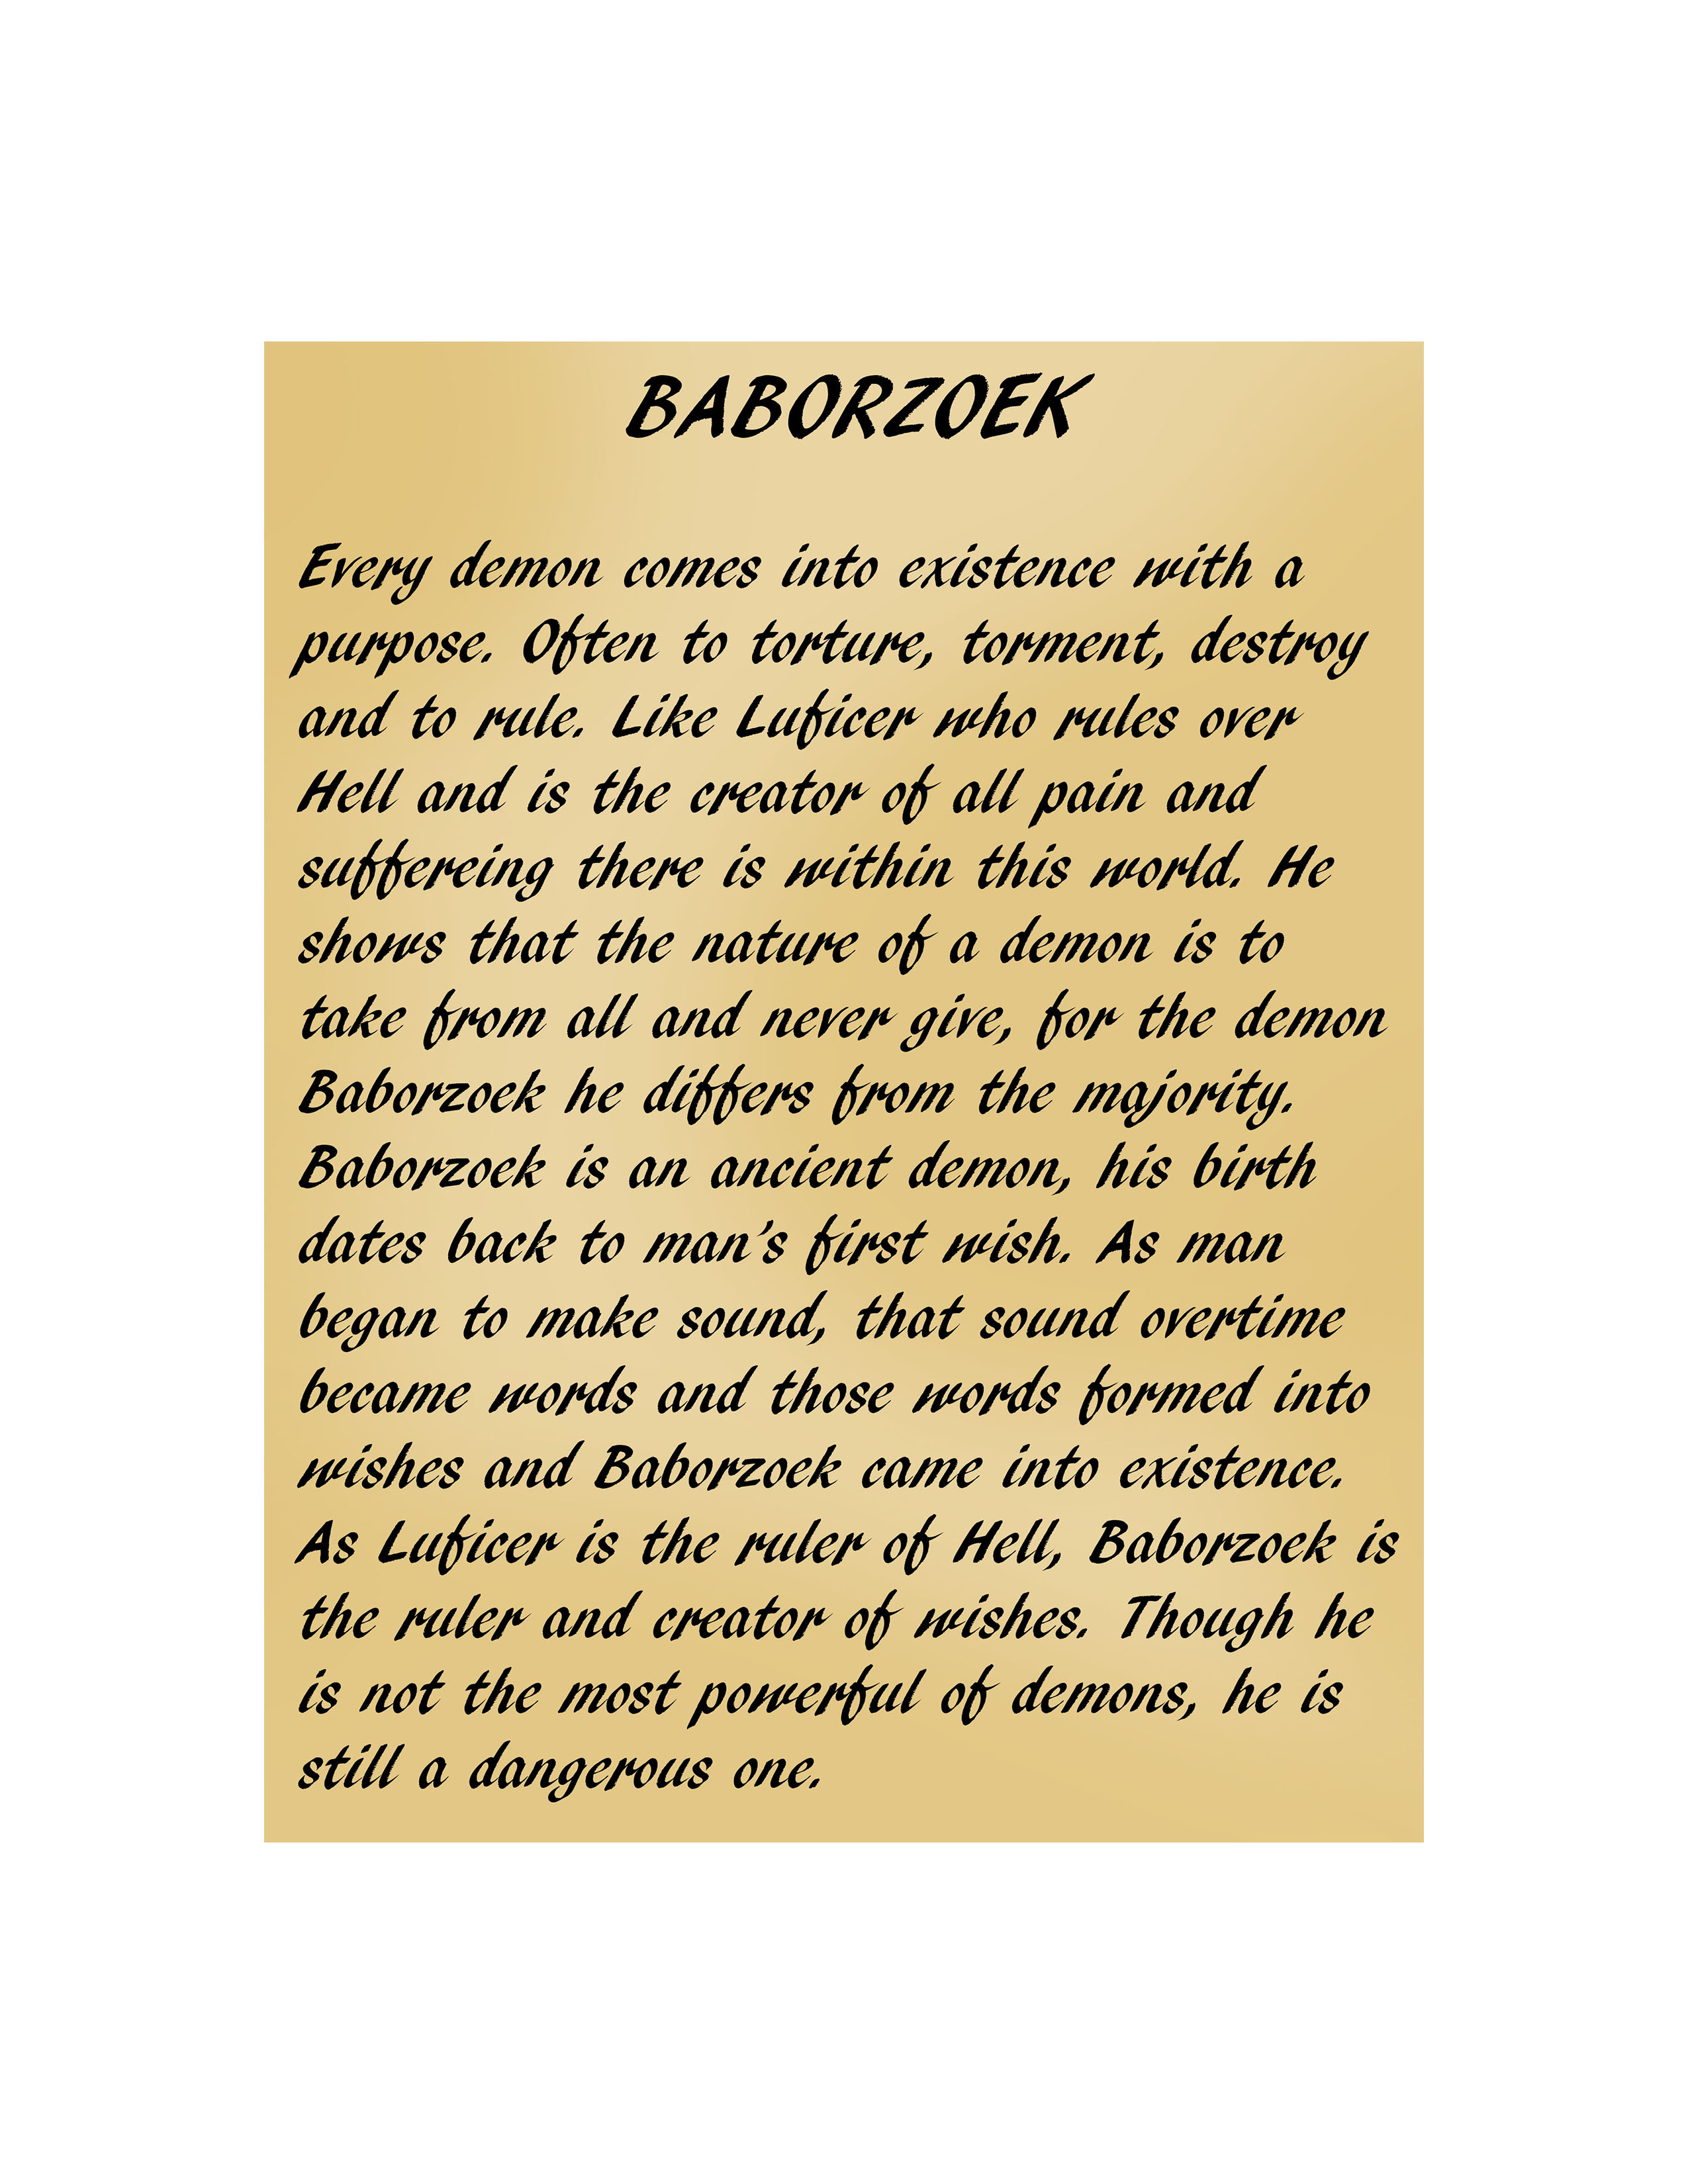 BABORZOEK
Every demon comes into existence with a
purpose. Often to torture, torment, destroy
and to rule. Like Luficer who rules over
Hell and is the creator of all pain and
suffereing there is within this world. He
shows that the nature of a demon is to
take from all and never give, for the demon
Baborzoek he differs from the majority.
Baborzoek is an ancient demon, his birth
dates back to man's first wish. As man
began to make sound, that sound overtime
became words and those words formed into
wishes and Baborzoek came into existence.
As Luficer is the ruler of Hell, Baborzoek is
the ruler and creator of wishes. Though he
is not the most powerful of demons, he is
still a dangerous one.